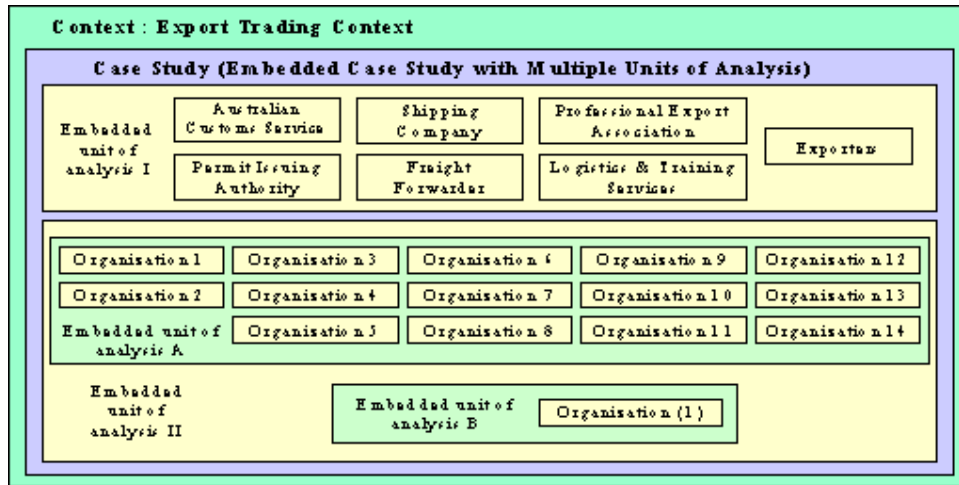 Context : Export Trading Context
Case Study (Embedded Case Study with Multiple Units of Analysis)
Embedded
unit of
analysis I
Australian
Customs Service
Shipping
Company
Professional Export
Association
Exporters
Permit Issuing
Authority
Freight
Forwarder
Logistics & Training
Services
Organisation 1
Organisation 3
Organisation 6
Organisation 9
Organisation 12
Organisation 2
Organisation 4
Organisation 7
Organisation 10
Organisation 13
Embedded unit of
analysis A
Organisation 5
Organisation 8
Organisation 11
Organisation 14
Embedded
unit of
analysis II
Embedded unit of
analysis B
Organisation (1)